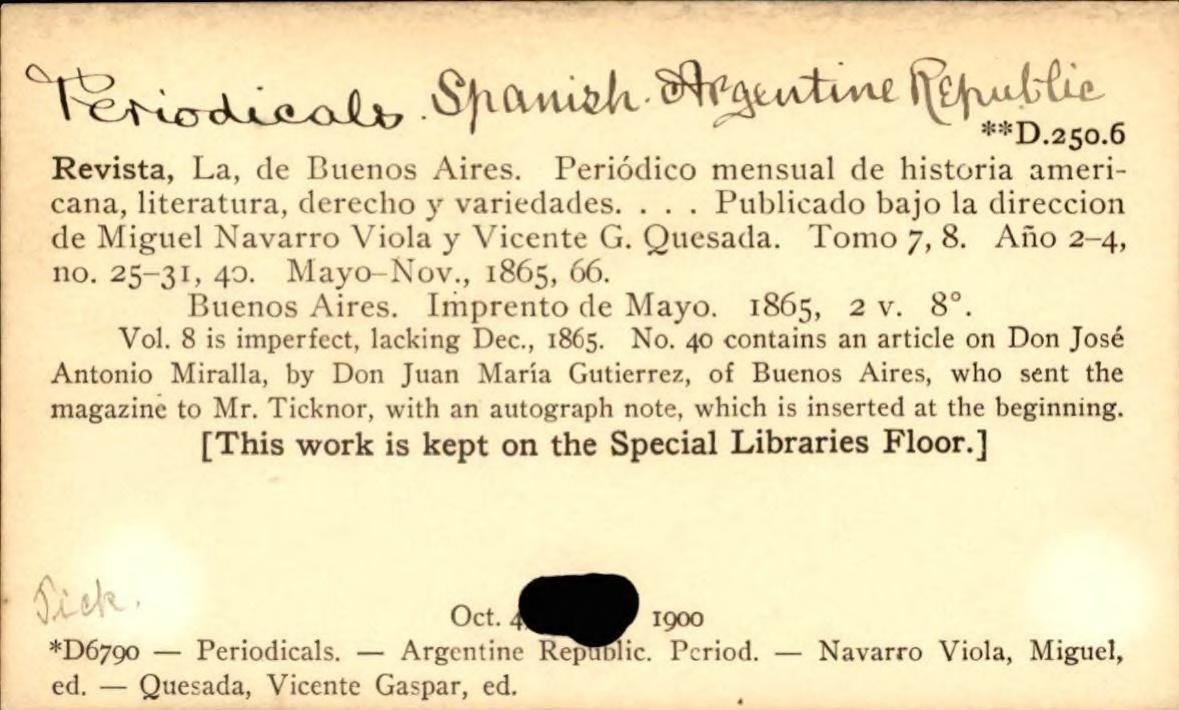 Periodicals. Spanish. Argentine Republic
**D.250.6
Revista, La, de Buenos Aires. Periódico mensual de historia ameri-
cana, literatura, derecho y variedades. . . . Publicado bajo la direccion
de Miguel Navarro Viola y Vicente G. Quesada. Tomo 7, 8. Año 2–4,
no. 25–31, 40. Mayo–Nov., 1865, 66.
Buenos Aires. Imprento de Mayo. 1865, 2 v. 8°.
Vol. 8 is imperfect, lacking Dec., 1865. No. 40 contains an article on Don José
Antonio Miralla, by Don Juan María Gutierrez, of Buenos Aires, who sent the
magazine to Mr. Ticknor, with an autograph note, which is inserted at the beginning.
[This work is kept on the Special Libraries Floor.]
Tick.
Oct. 4, 1900
*D6790 — Periodicals. — Argentine Republic. Period. — Navarro Viola, Miguel,
ed. — Quesada, Vicente Gaspar, ed.